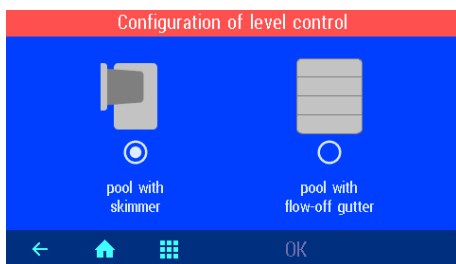 Configuration of level control
pool with
skimmer
pool with
flow-off gutter
OK